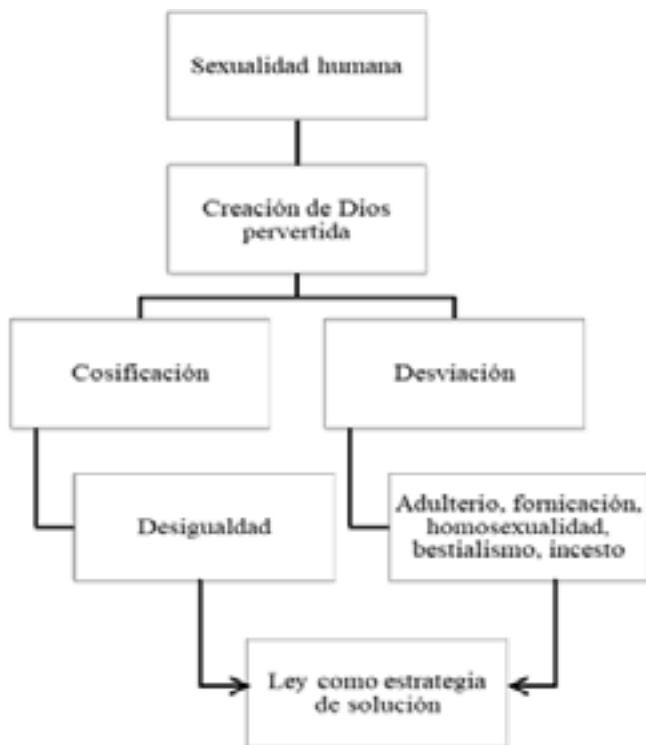 Sexualidad humana
Creación de Dios
pervertida
Cosificación
Desviación
Desigualdad
Adulterio, fornicación,
homosexualidad,
bestialismo, incesto
Ley como estrategia
de solución